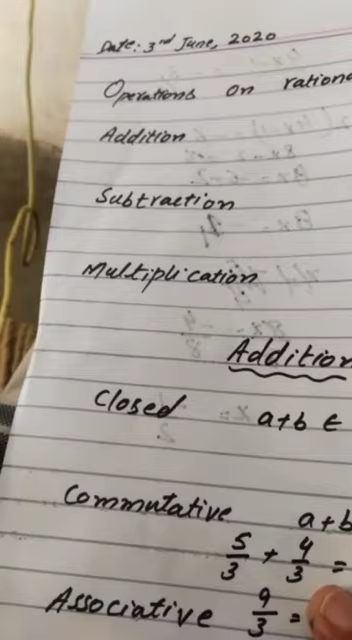 Date: 3rd June, 2020
Operations on rationa
Addition
Subtraction
Multiplication
Addition
Closed a+b ∈
Commutative a+b
5/3 + 4/3 =
Associative 9/3 =